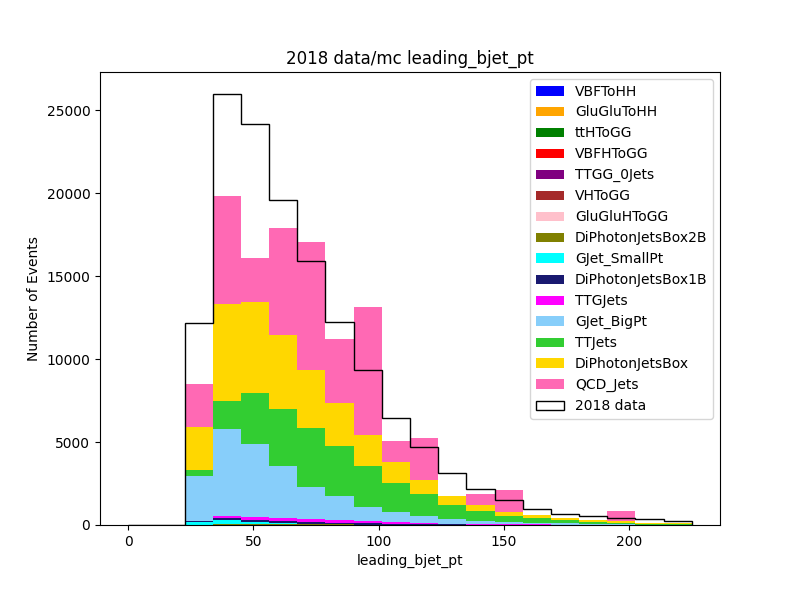 2018 data/mc leading_bjet_pt
Number of Events
25000
20000
15000
10000
5000
0
0
50
100
150
200
leading_bjet_pt
VBFToHH
GluGluToHH
ttHToGG
VBFHToGG
TTGG_0Jets
VHToGG
GluGluHToGG
DiPhotonJetsBox2B
GJet_SmallPt
DiPhotonJetsBox1B
TTGJets
GJet_BigPt
TTJets
DiPhotonJetsBox
QCD_Jets
2018 data